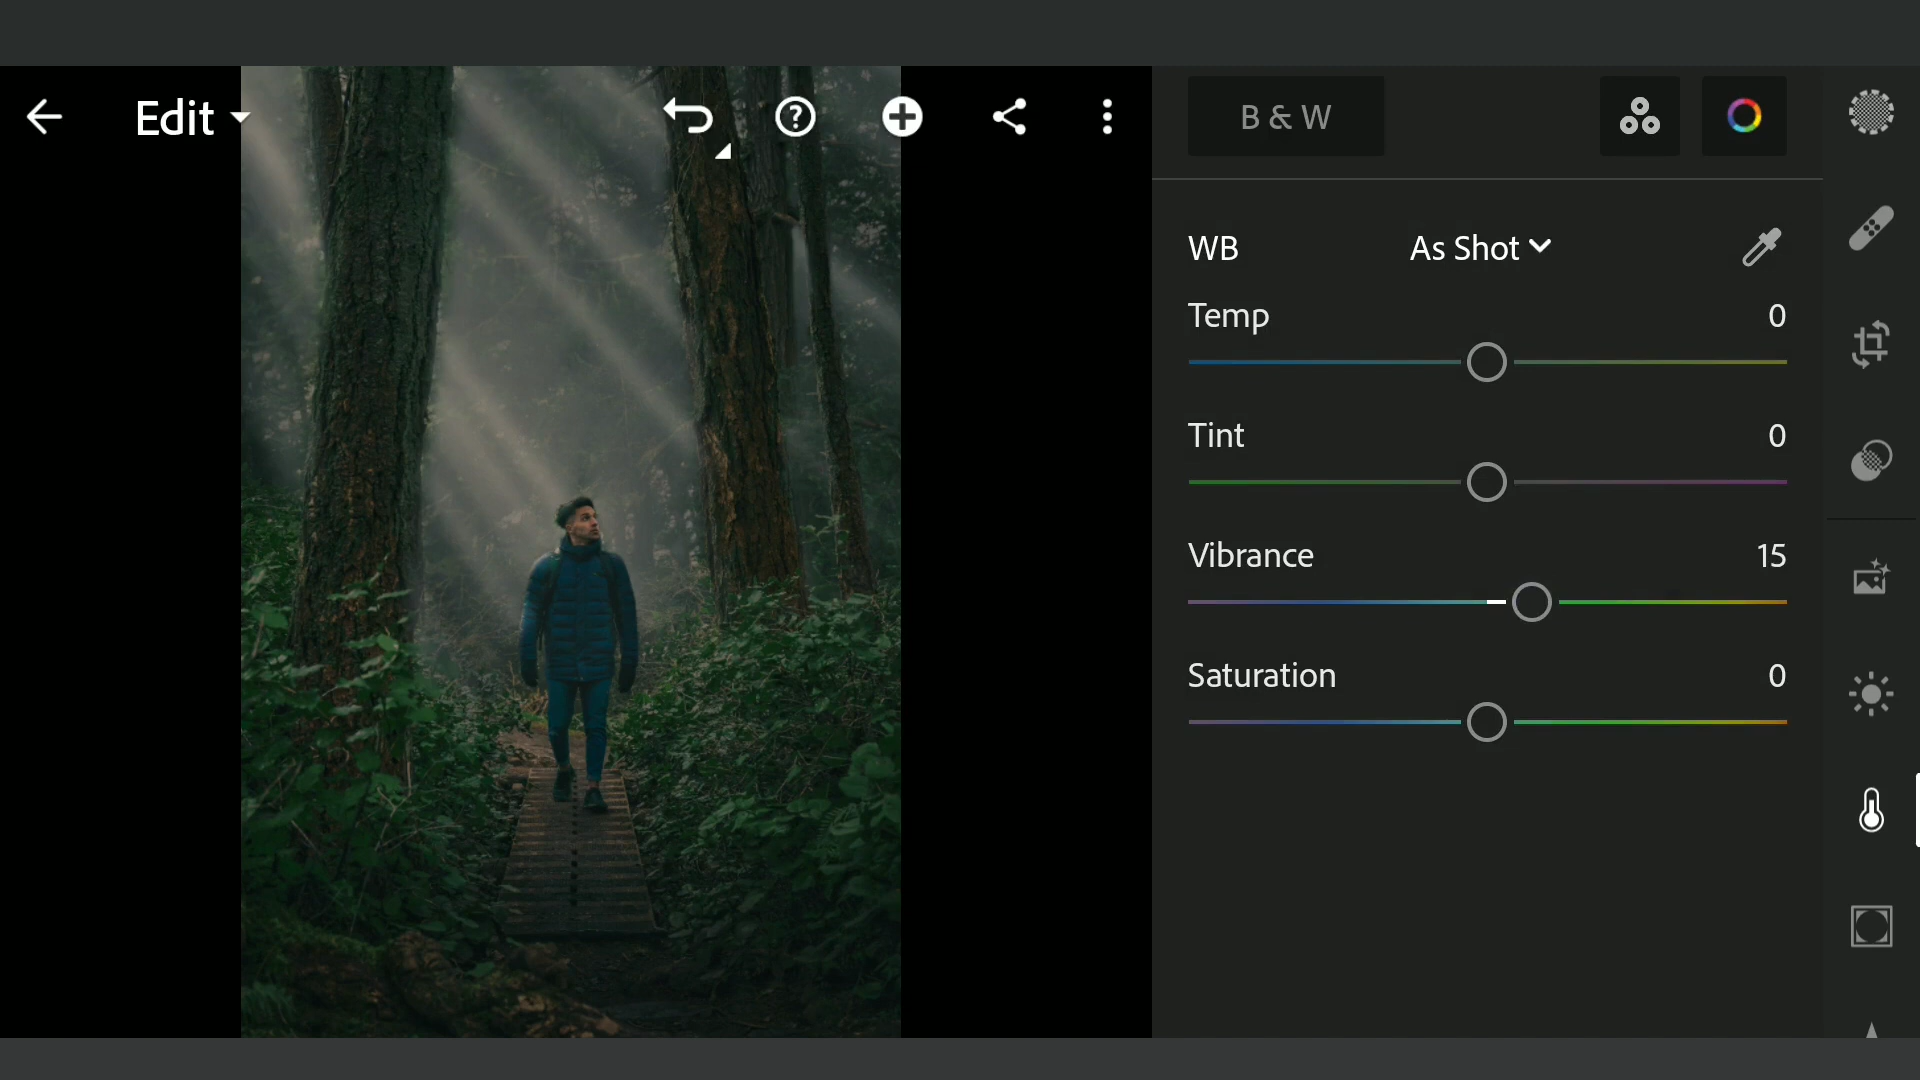 Edit
B & W
WB As Shot
Temp 0
Tint 0
Vibrance 15
Saturation 0